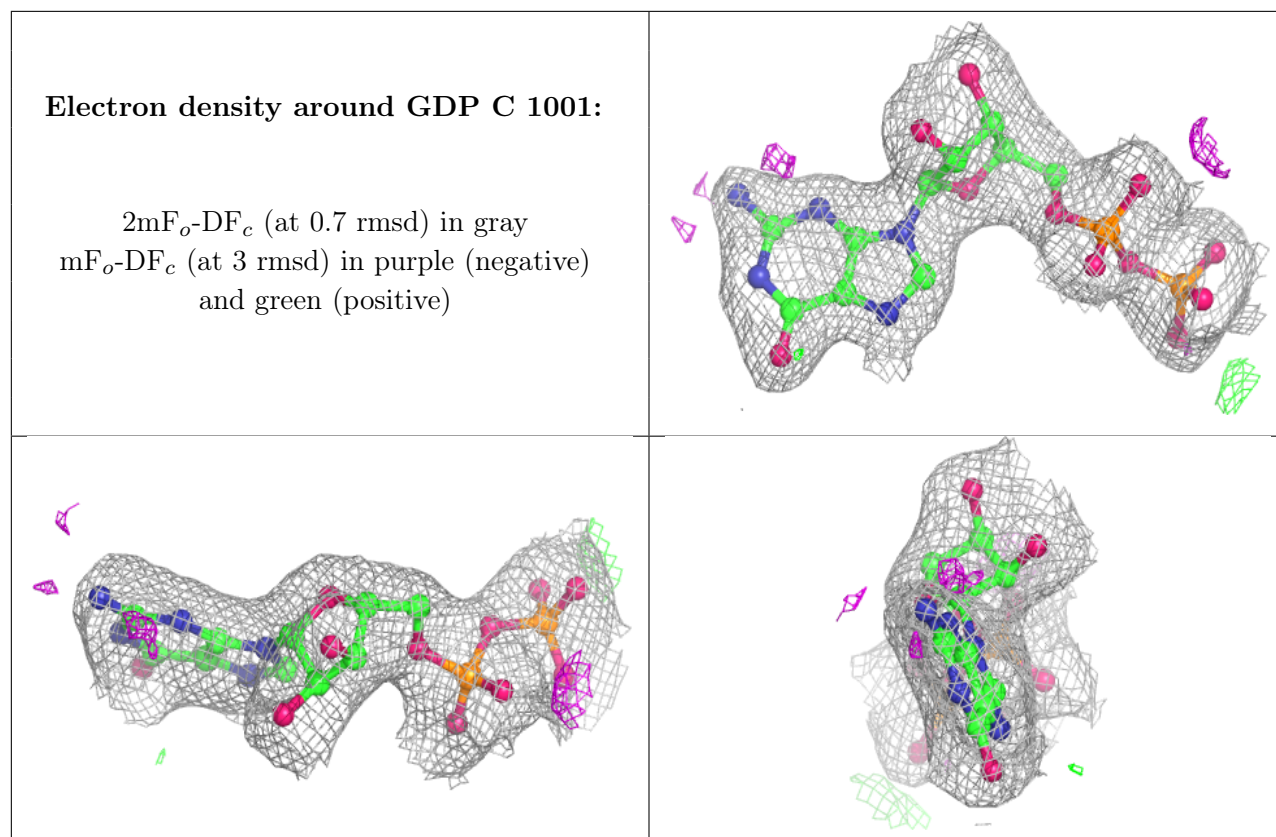 Electron density around GDP C 1001:
2mFₒ-DF𝒸 (at 0.7 rmsd) in gray
mFₒ-DF𝒸 (at 3 rmsd) in purple (negative)
and green (positive)